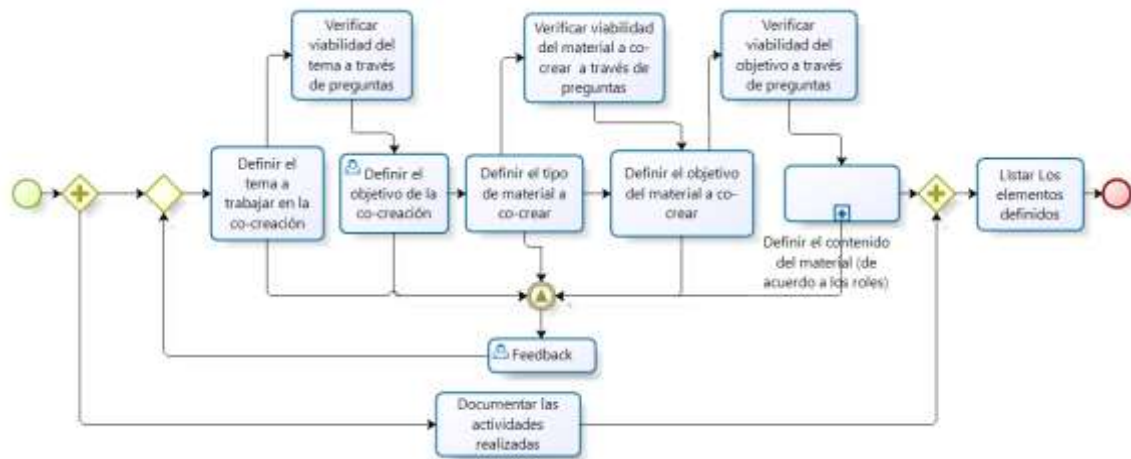 Verificar
viabilidad del
tema a través
de preguntas
Verificar viabilidad
del material a co-
crear a través de
preguntas
Verificar
viabilidad del
objetivo a través
de preguntas
Definir el
tema a
trabajar en la
co-creación
Definir el
objetivo de la
co-creación
Definir el tipo
de material a
co-crear
Definir el objetivo
del material a co-
crear
Definir el contenido
del material (de
acuerdo a los roles)
Listar Los
elementos
definidos
Feedback
Documentar las
actividades
realizadas